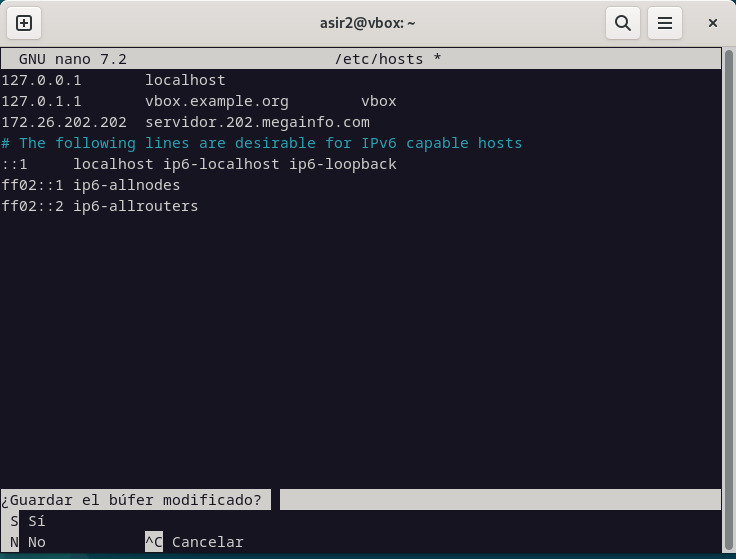 asir2@vbox: ~
GNU nano 7.2 /etc/hosts *
127.0.0.1 localhost
127.0.1.1 vbox.example.org vbox
172.26.202.202 servidor.202.megainfo.com
# The following lines are desirable for IPv6 capable hosts
::1 localhost ip6-localhost ip6-loopback
ff02::1 ip6-allnodes
ff02::2 ip6-allrouters
¿Guardar el búfer modificado?
S Sí
N No ^C Cancelar